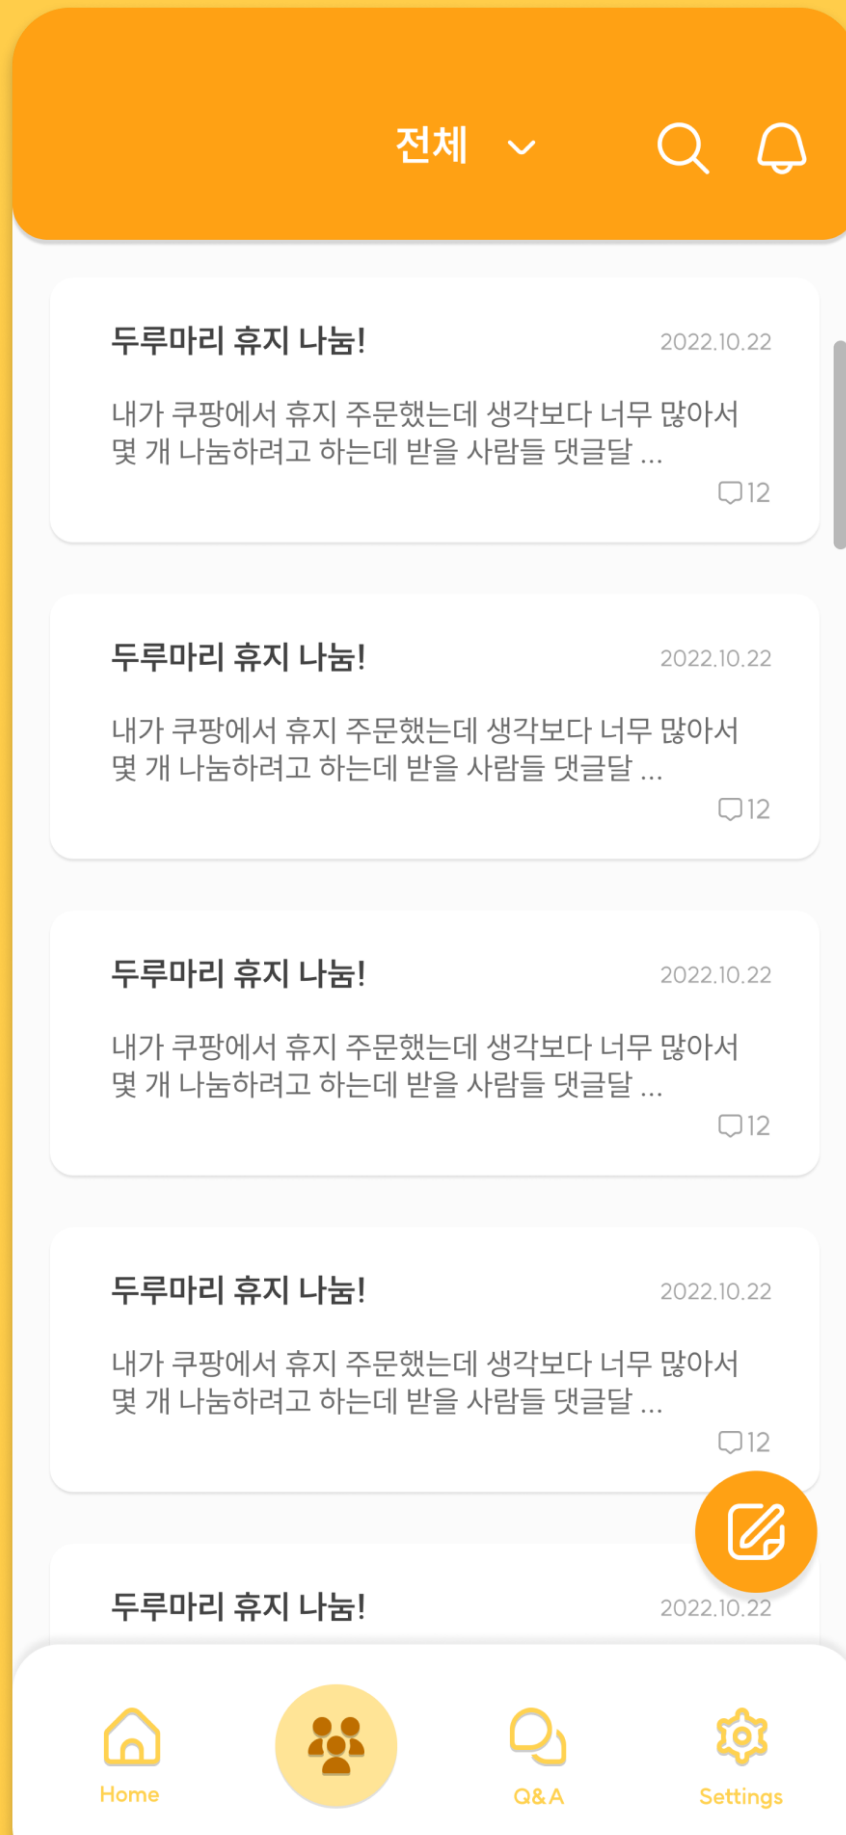 전체
두루마리 휴지 나눔!
2022.10.22
내가 쿠팡에서 휴지 주문했는데 생각보다 너무 많아서
몇 개 나눔하려고 하는데 받을 사람들 댓글달 ...
12
두루마리 휴지 나눔!
2022.10.22
내가 쿠팡에서 휴지 주문했는데 생각보다 너무 많아서
몇 개 나눔하려고 하는데 받을 사람들 댓글달 ...
12
두루마리 휴지 나눔!
2022.10.22
내가 쿠팡에서 휴지 주문했는데 생각보다 너무 많아서
몇 개 나눔하려고 하는데 받을 사람들 댓글달 ...
12
두루마리 휴지 나눔!
2022.10.22
내가 쿠팡에서 휴지 주문했는데 생각보다 너무 많아서
몇 개 나눔하려고 하는데 받을 사람들 댓글달 ...
12
두루마리 휴지 나눔!
2022.10.22
Home
Q&A
Settings